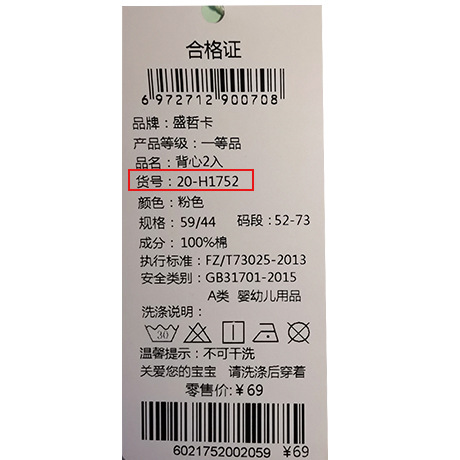 合格证
6 972712 900708
品牌：盛哲卡
产品等级：一等品
品名：背心2入
货号：20-H1752
颜色：粉色
规格：59/44 码段：52-73
成分：100%棉
执行标准：FZ/T73025-2013
安全类别：GB31701-2015
A类 婴幼儿用品
洗涤说明：
30
温馨提示：不可干洗
关爱您的宝宝 请洗涤后穿着
零售价:￥69
6021752002059 ￥69